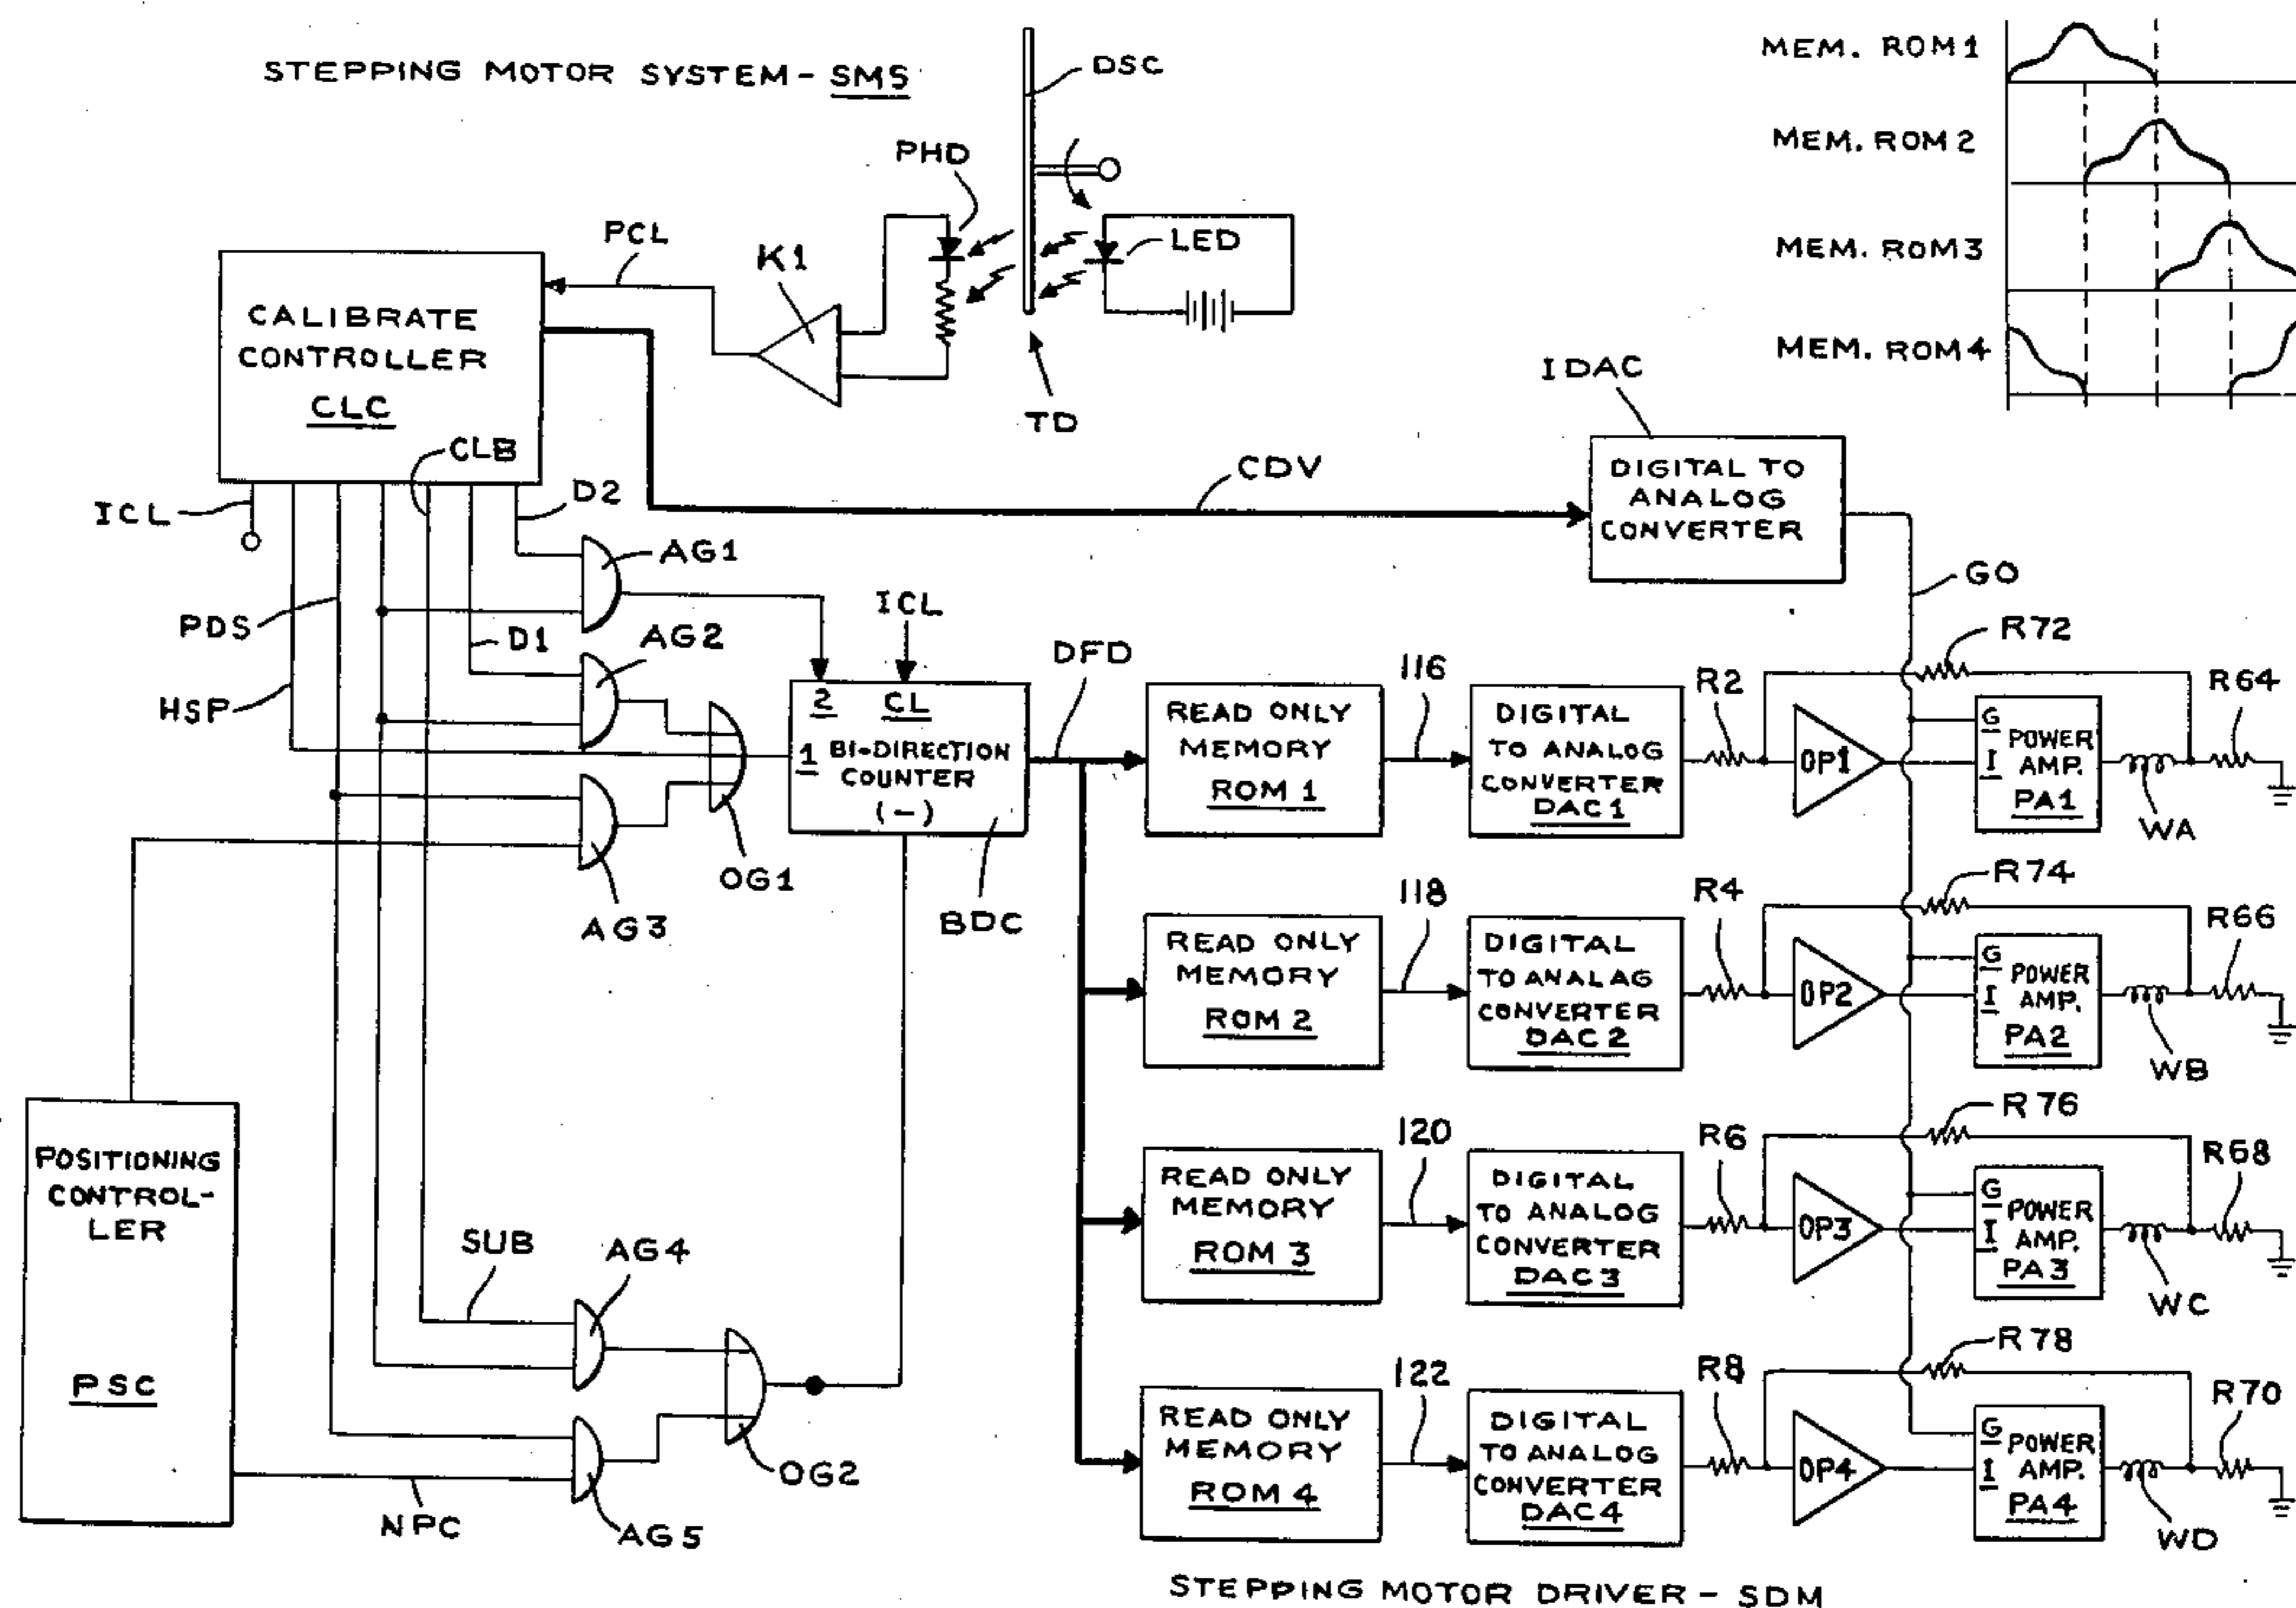 STEPPING MOTOR SYSTEM - SMS
DSC
PHD
LED
PCL
K1
TD
MEM. ROM 1
MEM. ROM 2
MEM. ROM 3
MEM. ROM 4
CALIBRATE
CONTROLLER
CLC
CLB
ICL
D2
CDV
IDAC
DIGITAL TO
ANALOG
CONVERTER
GO
AG1
PDS
D1
AG2
HSP
ICL
AG3
OG1
2 CL
1 BI-DIRECTION
COUNTER
(-)
BDC
DFD
READ ONLY
MEMORY
ROM 1
116
DIGITAL
TO ANALOG
CONVERTER
DAC1
R2
R72
OP1
G
I
POWER
AMP.
PA1
R64
WA
READ ONLY
MEMORY
ROM 2
118
DIGITAL
TO ANALAG
CONVERTER
DAC2
R4
R74
OP2
G
I
POWER
AMP.
PA2
R66
WB
READ ONLY
MEMORY
ROM 3
120
DIGITAL
TO ANALOG
CONVERTER
DAC3
R6
R76
OP3
G
I
POWER
AMP.
PA3
R68
WC
READ ONLY
MEMORY
ROM 4
122
DIGITAL
TO ANALOG
CONVERTER
DAC4
R8
R78
OP4
G
I
POWER
AMP.
PA4
R70
WD
POSITIONING
CONTROL-
LER
PSC
SUB
AG4
OG2
NPC
AG5
STEPPING MOTOR DRIVER - SDM